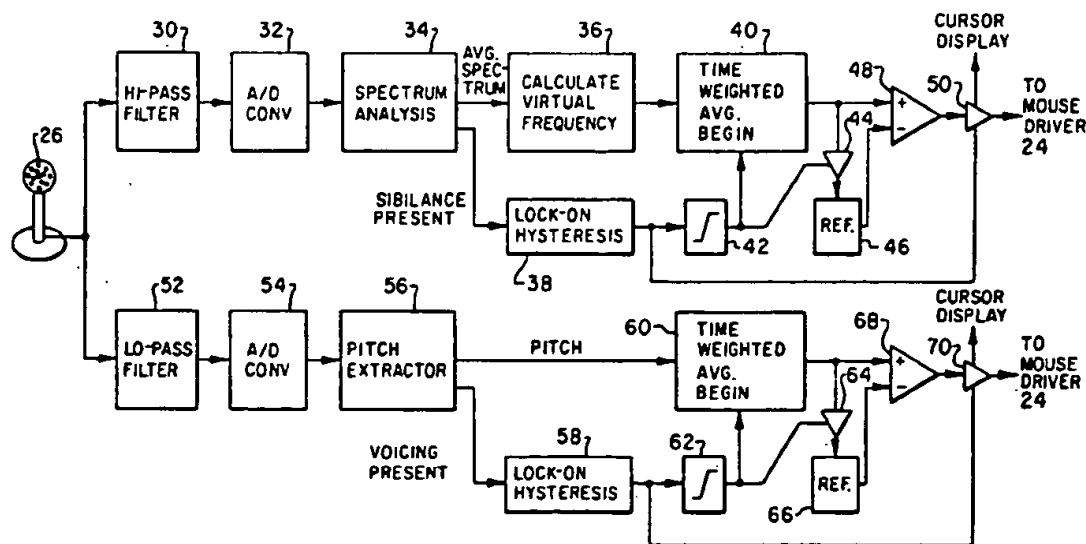 30
32
34
36
40
26
HI-PASS
FILTER
A/D
CONV
SPECTRUM
ANALYSIS
AVG.
SPEC-
TRUM
CALCULATE
VIRTUAL
FREQUENCY
TIME
WEIGHTED
AVG.
BEGIN
48
+
−
44
50
CURSOR
DISPLAY
TO
MOUSE
DRIVER
24
SIBILANCE
PRESENT
LOCK-ON
HYSTERESIS
38
42
REF.
46
52
54
56
LO-PASS
FILTER
A/D
CONV
PITCH
EXTRACTOR
PITCH
60
TIME
WEIGHTED
AVG.
BEGIN
68
+
−
64
70
CURSOR
DISPLAY
TO
MOUSE
DRIVER
24
VOICING
PRESENT
58
LOCK-ON
HYSTERESIS
62
REF.
66